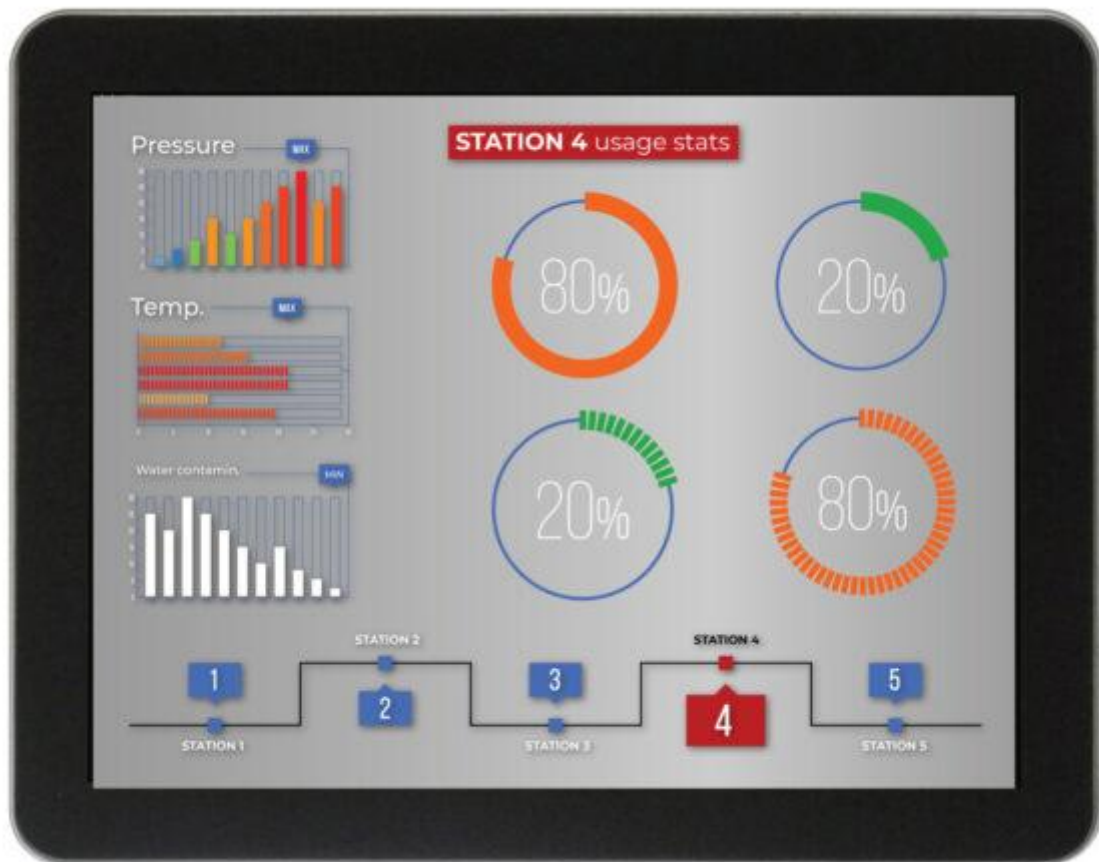 Pressure
MAX
STATION 4 usage stats
80%
20%
Temp.
MAX
Water contamin.
MIN
20%
80%
STATION 2
STATION 4
1
3
5
2
4
STATION 1
STATION 3
STATION 5